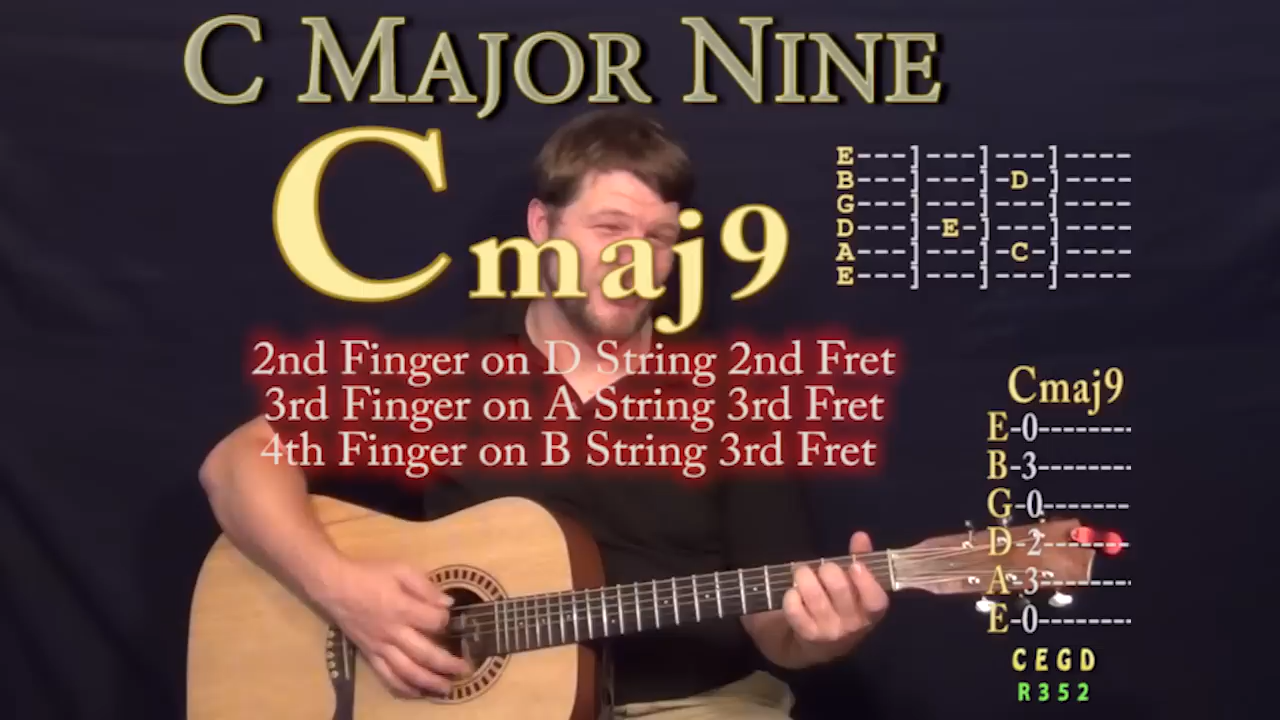 C Major Nine
Cmaj9
E---]---]---]----
B---]---]-D-]----
G---]---]---]----
D---]-E-]---]----
A---]---]-C-]----
E---]---]---]----
2nd Finger on D String 2nd Fret
3rd Finger on A String 3rd Fret
4th Finger on B String 3rd Fret
Cmaj9
E-0-------
B-3-------
G-0-------
D-2-------
A-3-------
E-0-------
C E G D
R 3 5 2